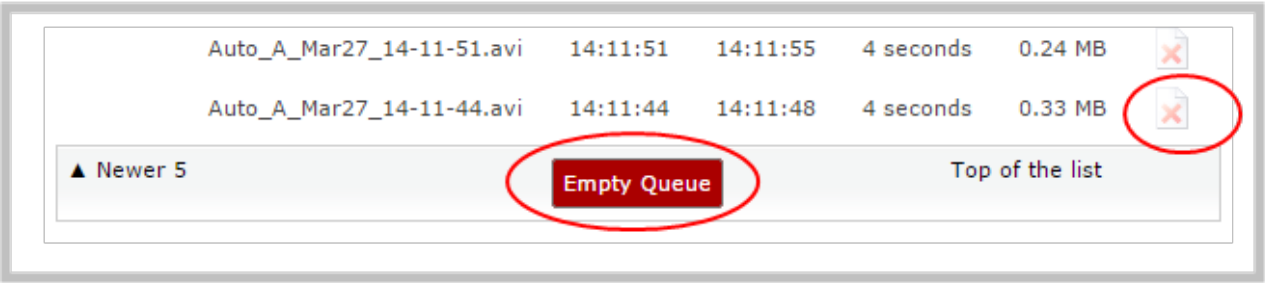 Auto_A_Mar27_14-11-51.avi 14:11:51 14:11:55 4 seconds 0.24 MB
Auto_A_Mar27_14-11-44.avi 14:11:44 14:11:48 4 seconds 0.33 MB
▲ Newer 5 Empty Queue Top of the list